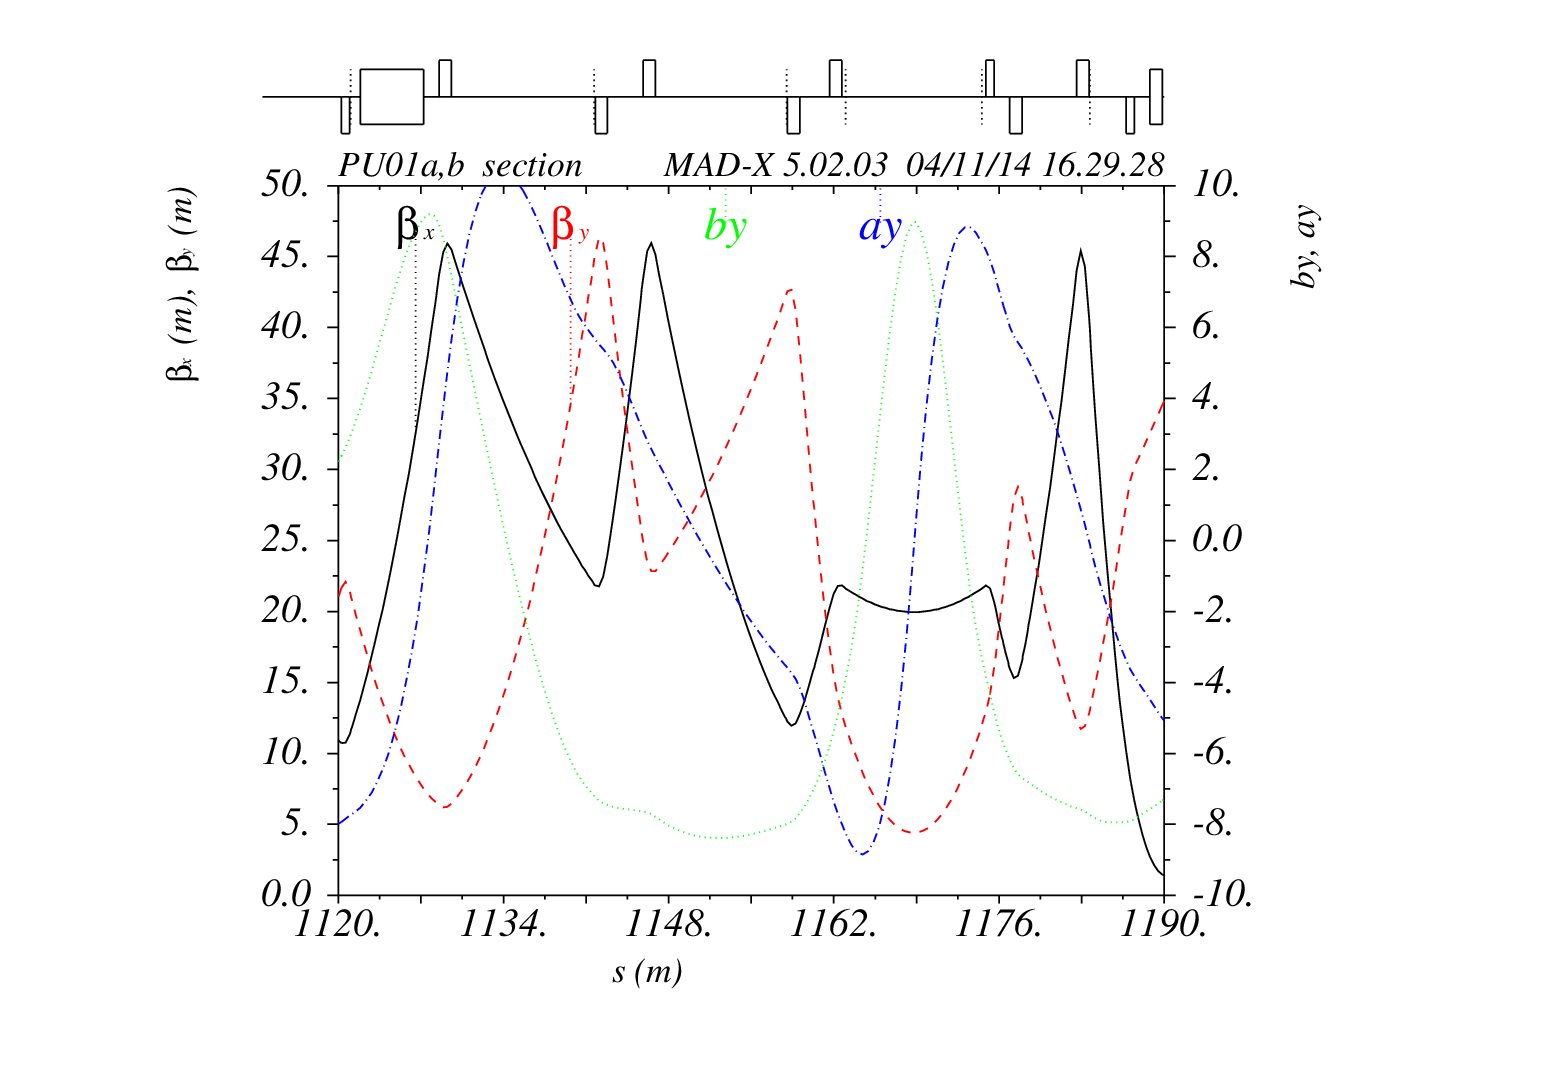 PU01a,b section MAD-X 5.02.03 04/11/14 16.29.28
50. 10.
βx βy by ay
45. 8.
40. 6.
35. 4.
30. 2.
25. 0.0
20. -2.
15. -4.
10. -6.
5. -8.
0.0 -10.
1120. 1134. 1148. 1162. 1176. 1190.
s (m)
βx (m), βy (m)
by, ay